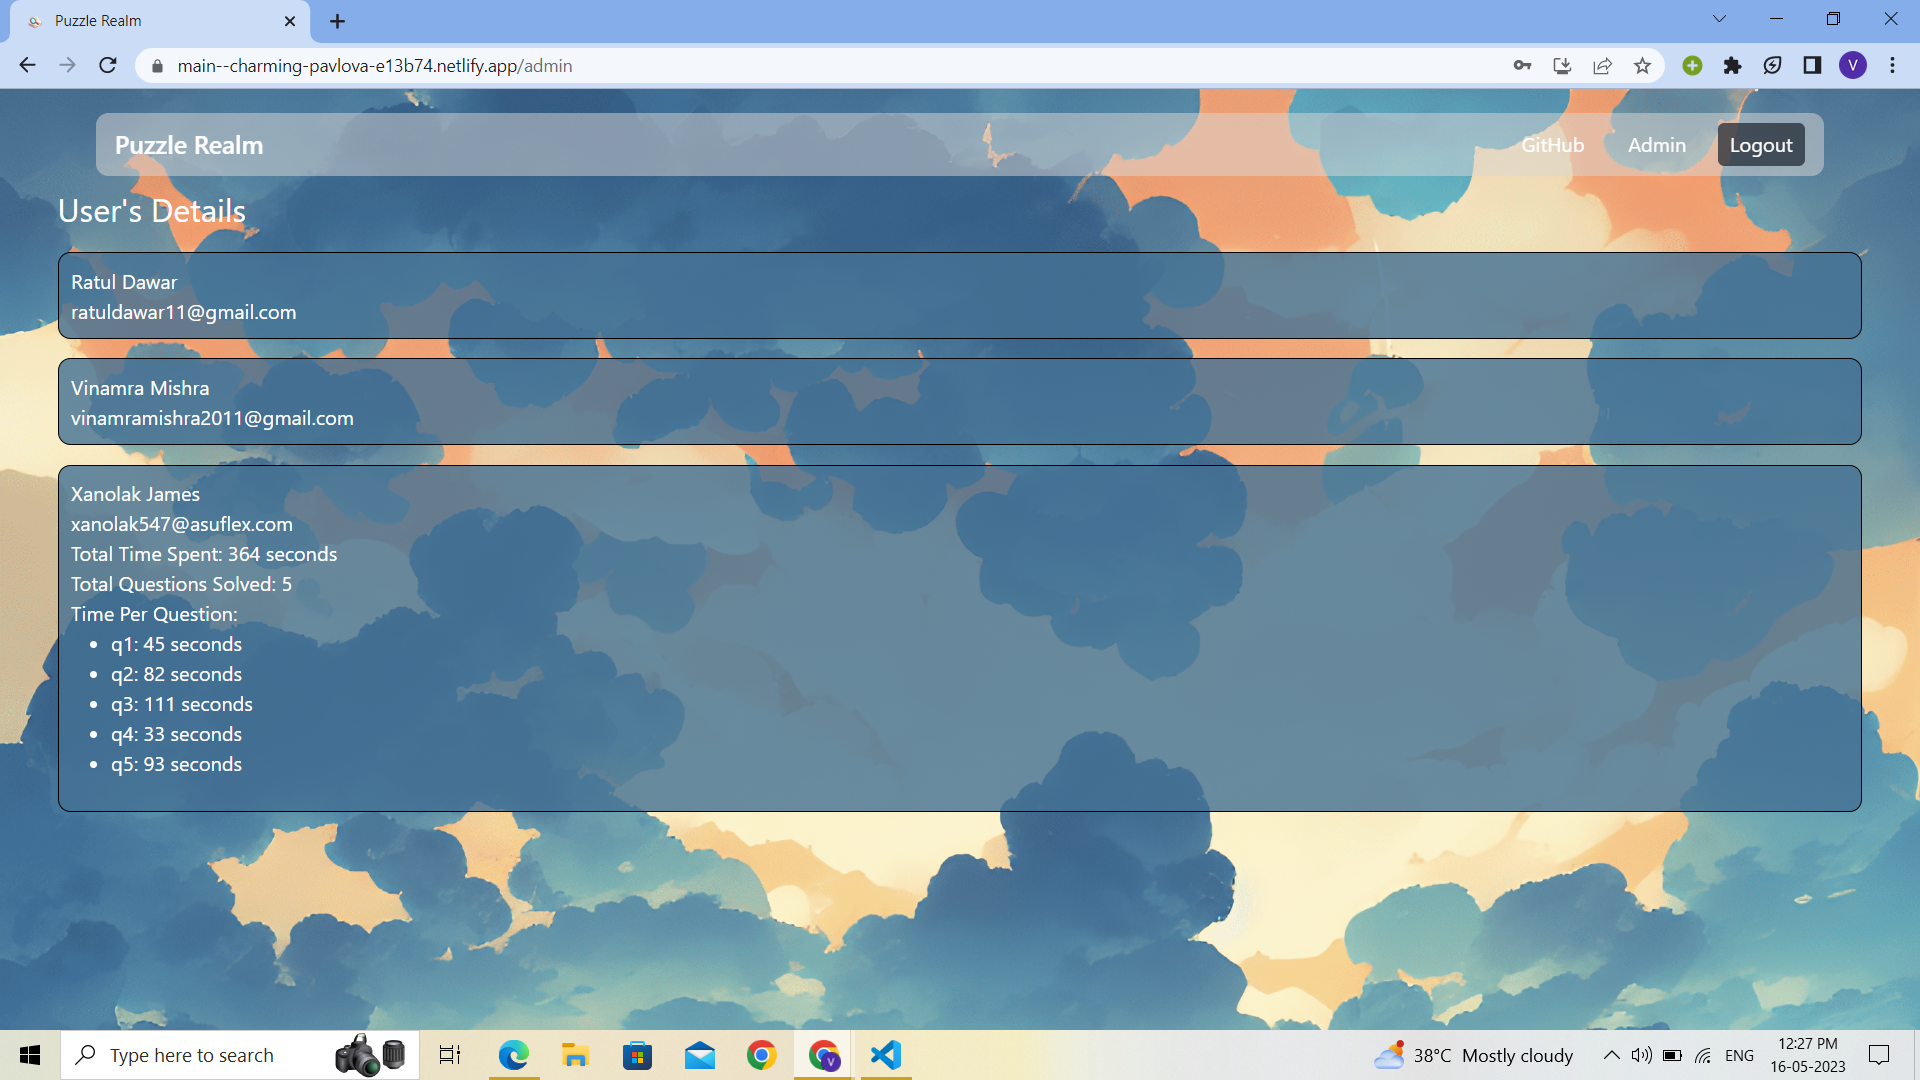 Puzzle Realm
main--charming-pavlova-e13b74.netlify.app/admin
V
Puzzle Realm
GitHub
Admin
Logout
User's Details
Ratul Dawar
ratuldawar11@gmail.com
Vinamra Mishra
vinamramishra2011@gmail.com
Xanolak James
xanolak547@asuflex.com
Total Time Spent: 364 seconds
Total Questions Solved: 5
Time Per Question:
• q1: 45 seconds
• q2: 82 seconds
• q3: 111 seconds
• q4: 33 seconds
• q5: 93 seconds
Type here to search
V
38°C Mostly cloudy
ENG
12:27 PM
16-05-2023